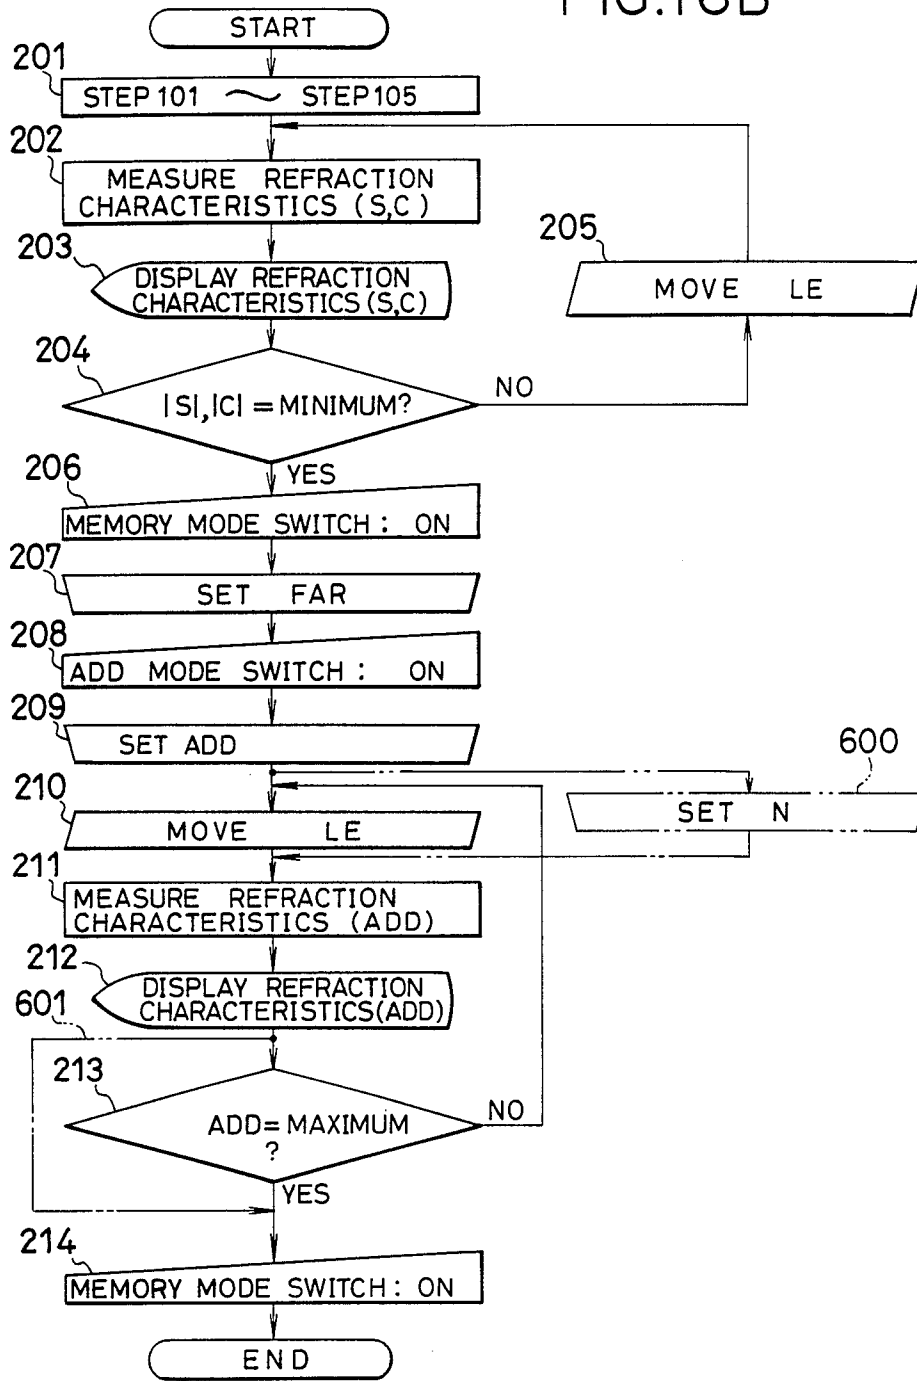 FIG.16B
START
201
STEP 101 ~ STEP 105
202
MEASURE REFRACTION
CHARACTERISTICS (S,C)
203
DISPLAY REFRACTION
CHARACTERISTICS (S,C)
205
MOVE LE
204
|S|,|C| = MINIMUM?
NO
YES
206
MEMORY MODE SWITCH : ON
207
SET FAR
208
ADD MODE SWITCH : ON
209
SET ADD
600
SET N
210
MOVE LE
211
MEASURE REFRACTION
CHARACTERISTICS (ADD)
212
DISPLAY REFRACTION
CHARACTERISTICS(ADD)
601
213
ADD= MAXIMUM
?
NO
YES
214
MEMORY MODE SWITCH : ON
END